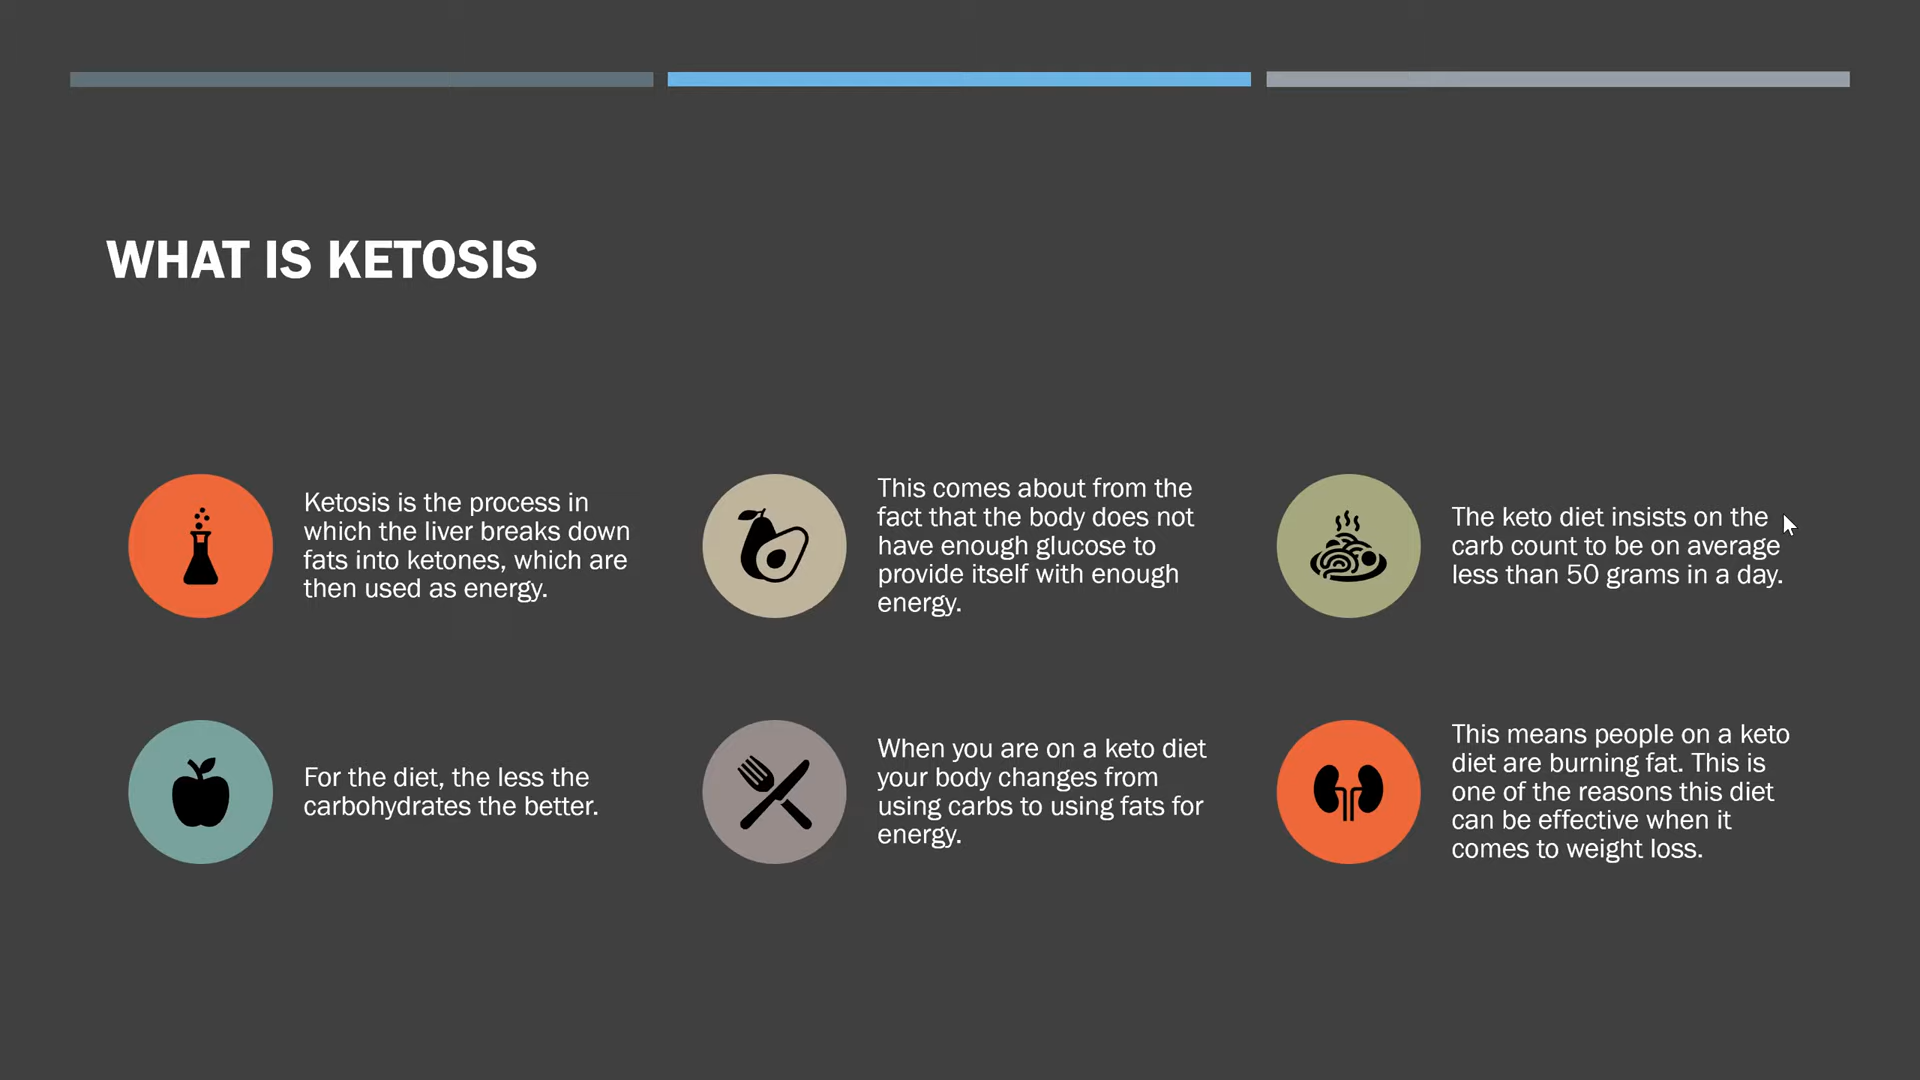 WHAT IS KETOSIS
Ketosis is the process in
which the liver breaks down
fats into ketones, which are
then used as energy.
This comes about from the
fact that the body does not
have enough glucose to
provide itself with enough
energy.
The keto diet insists on the
carb count to be on average
less than 50 grams in a day.
For the diet, the less the
carbohydrates the better.
When you are on a keto diet
your body changes from
using carbs to using fats for
energy.
This means people on a keto
diet are burning fat. This is
one of the reasons this diet
can be effective when it
comes to weight loss.